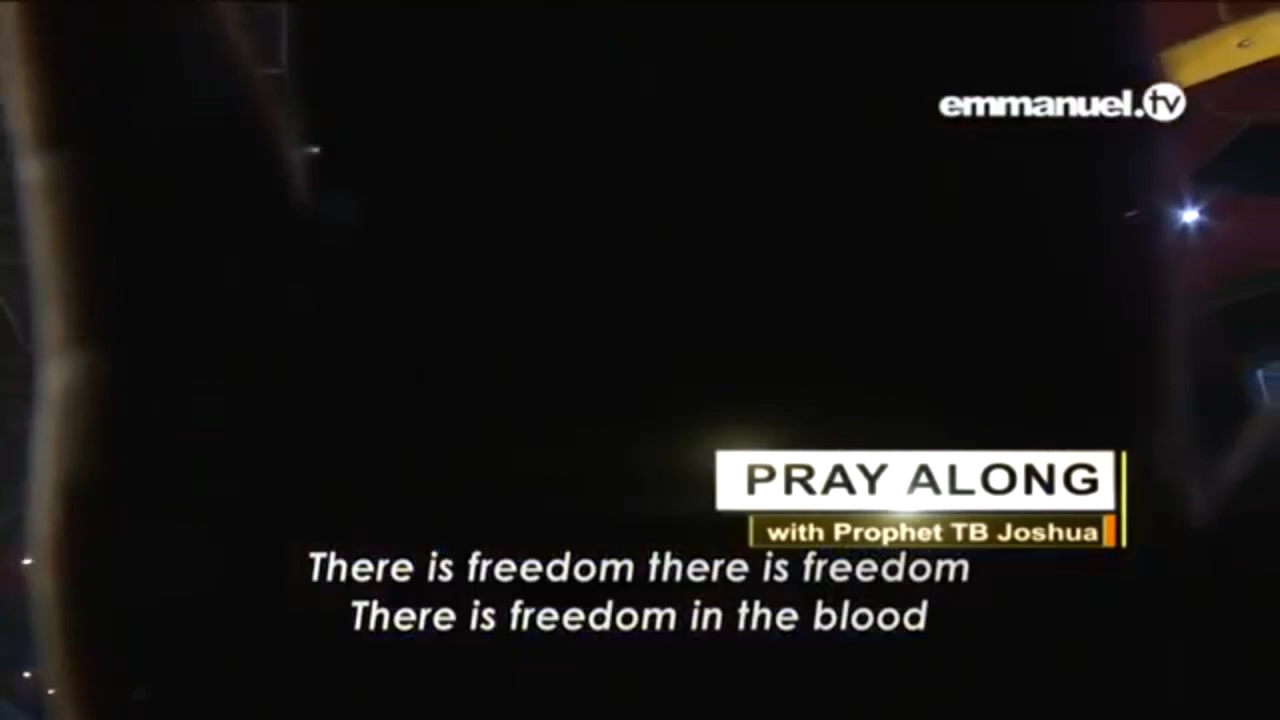 emmanuel.tv
PRAY ALONG
with Prophet TB Joshua
There is freedom there is freedom
There is freedom in the blood